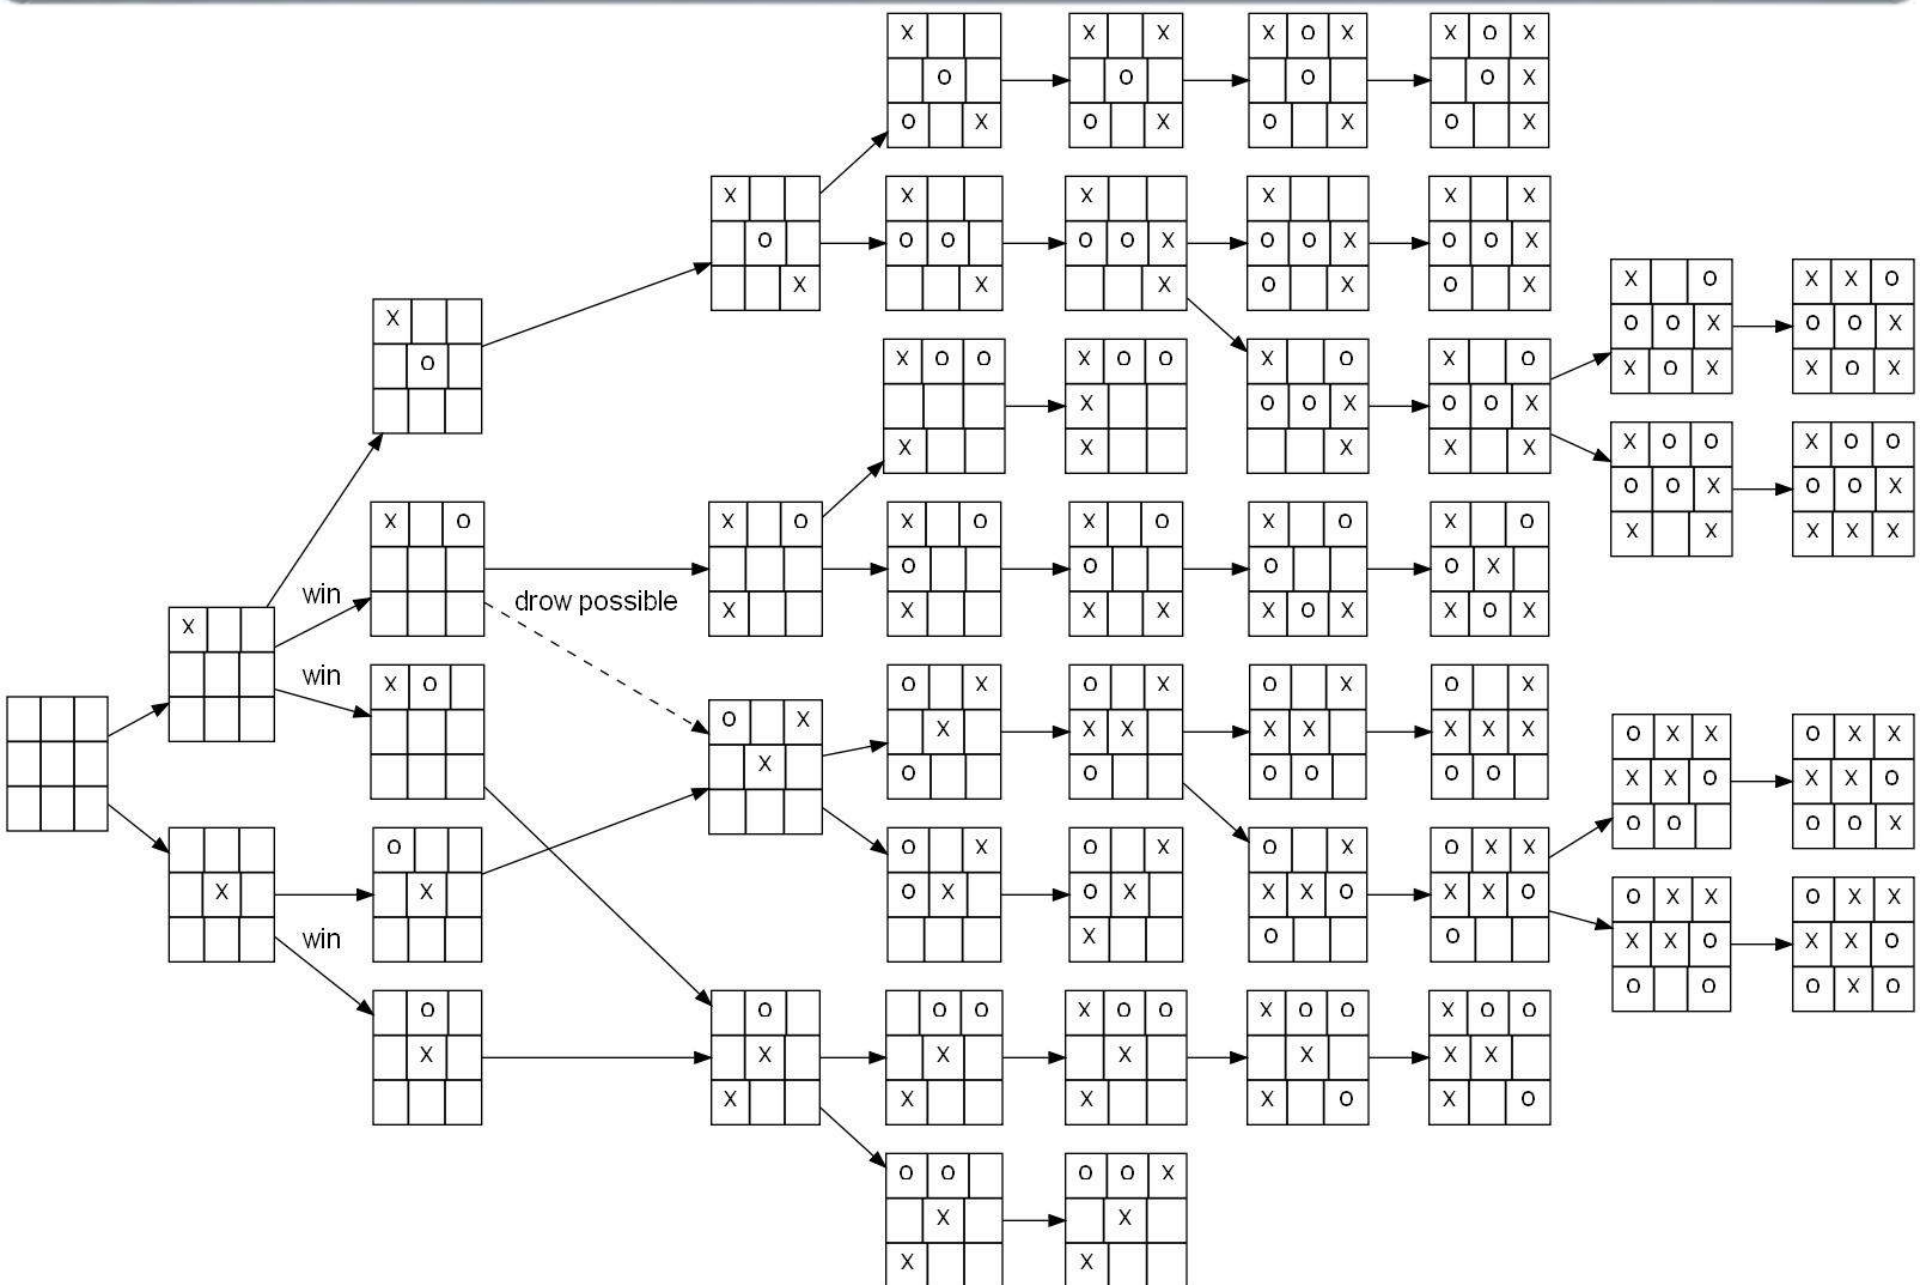 X X X X O X X O X
O O O O X
O X O X O X O X
X X X X X X
O O O O O X O O X O O X
X X X O X O X
X O X X O
X
O O X O O X
X O O X O O X O X O
O
X O X X O X
X O O X O O X
X O O X O O
X X X X X
O O X O O X
X O X O X O X O X O X O
X X X X X
O O O O X
win
drow possible
X X X X X O X X O X
X
win
X O O X O X O X O X
O X
X X X X X X X X
O X X O X X
X
O O O O O O
X X O X X O
O O O O X
O O X O X O X O X X
X X O X O X X X O X X O
O X X O X X
X O O
win
X X O X X O
O O O X O
O O O O X O O X O O X O O
X X X X X X X
X X X X O X O
O O O O X
X X
X X